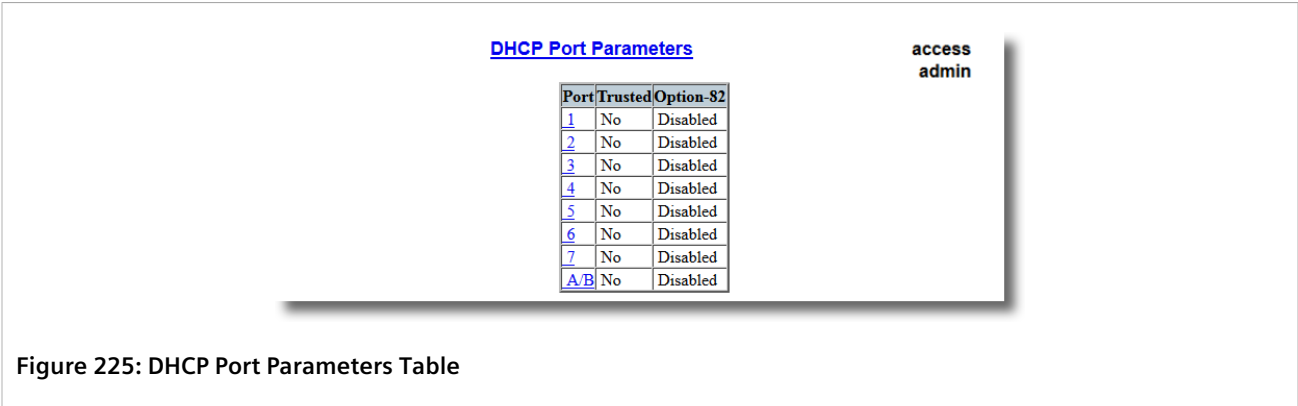 DHCP Port Parameters
access
admin
Port Trusted Option-82
1 No Disabled
2 No Disabled
3 No Disabled
4 No Disabled
5 No Disabled
6 No Disabled
7 No Disabled
A/B No Disabled
Figure 225: DHCP Port Parameters Table